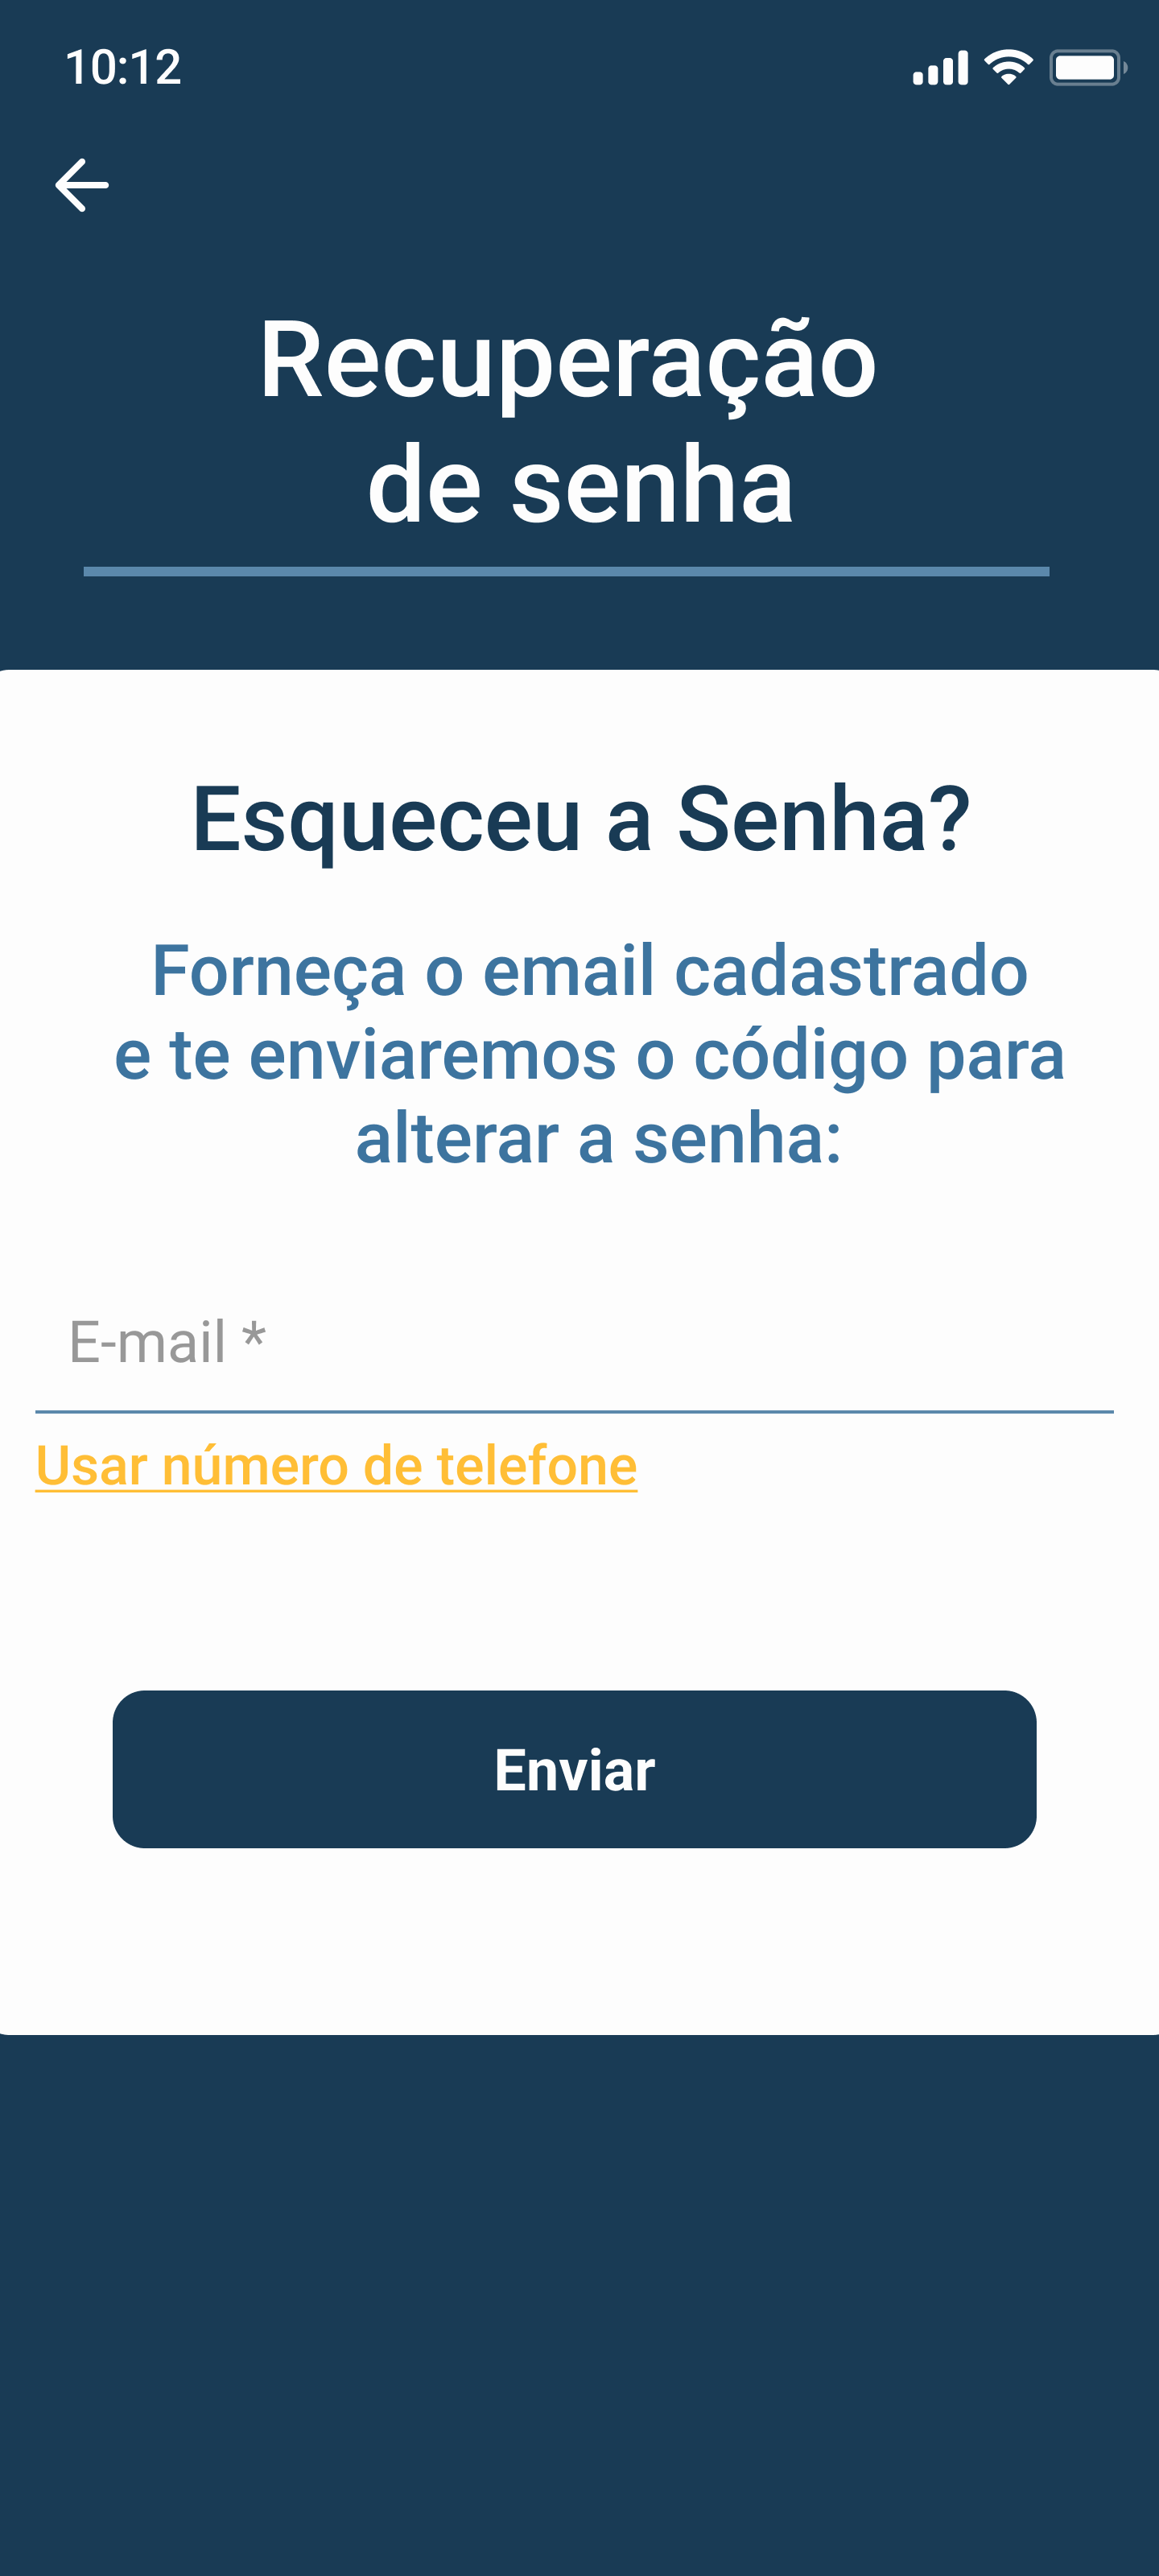 10:12
Recuperação
de senha
Esqueceu a Senha?
Forneça o email cadastrado
e te enviaremos o código para
alterar a senha:
E-mail *
Usar número de telefone
Enviar